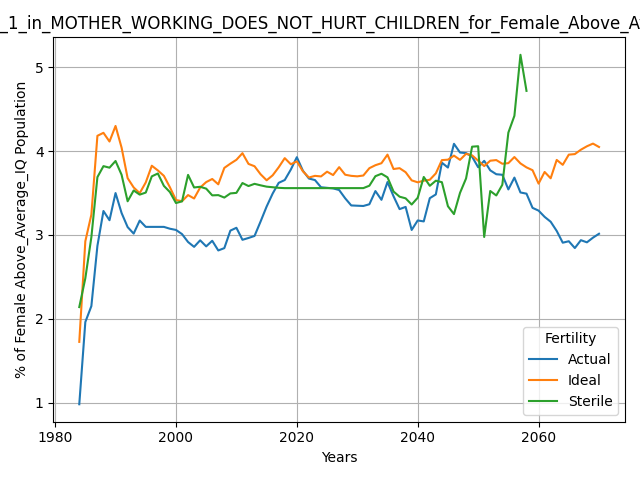 _1_in_MOTHER_WORKING_DOES_NOT_HURT_CHILDREN_for_Female_Above_A
% of Female Above_Average_IQ Population
5
4
3
2
1
1980
2000
2020
2040
2060
Years
Fertility
Actual
Ideal
Sterile